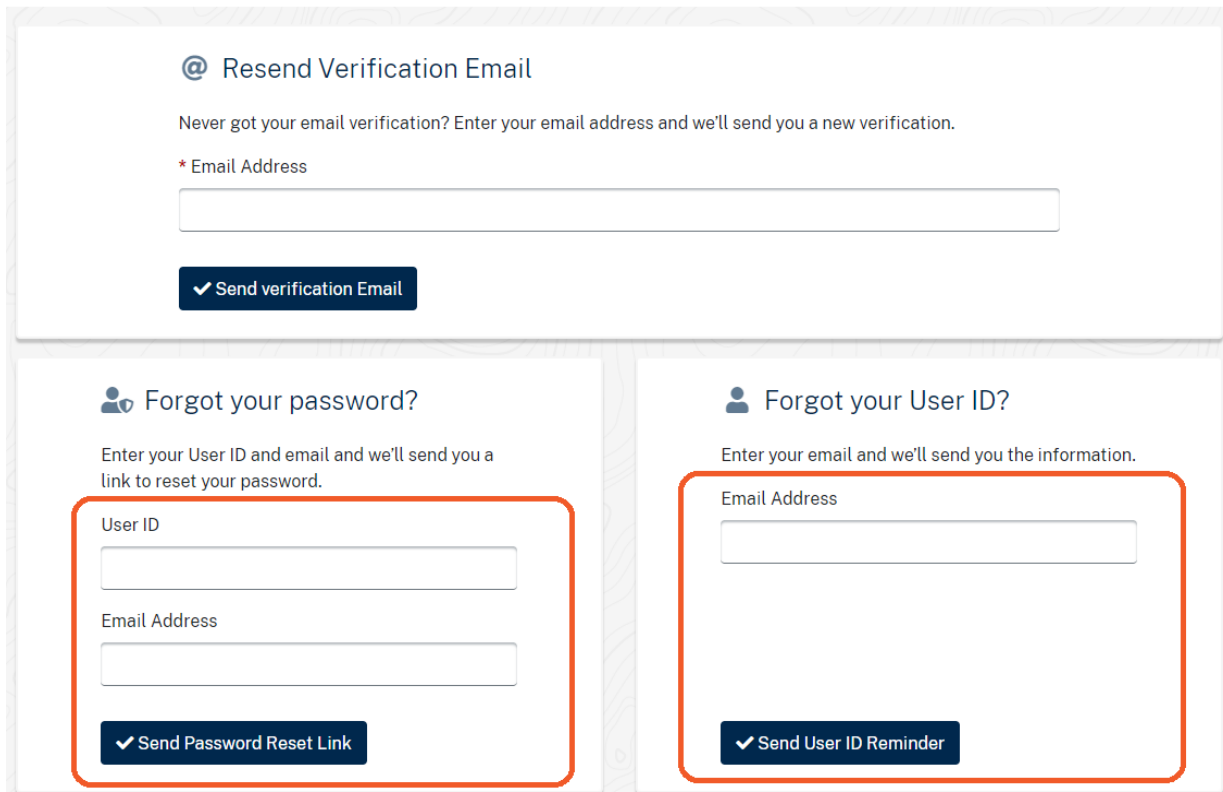 @ Resend Verification Email
Never got your email verification? Enter your email address and we'll send you a new verification.
* Email Address
Send verification Email
Forgot your password?
Enter your User ID and email and we'll send you a
link to reset your password.
User ID
Email Address
Send Password Reset Link
Forgot your User ID?
Enter your email and we'll send you the information.
Email Address
Send User ID Reminder